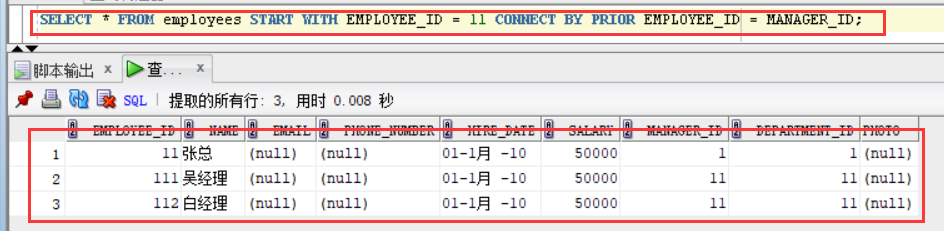 SELECT * FROM employees START WITH EMPLOYEE_ID = 11 CONNECT BY PRIOR EMPLOYEE_ID = MANAGER_ID;
脚本输出 × 查... ×
SQL | 提取的所有行: 3, 用时 0.008 秒
EMPLOYEE_ID NAME EMAIL PHONE_NUMBER HIRE_DATE SALARY MANAGER_ID DEPARTMENT_ID PHOTO
1 11 张总 (null) (null) 01-1月 -10 50000 1 1 (null)
2 111 吴经理 (null) (null) 01-1月 -10 50000 11 11 (null)
3 112 白经理 (null) (null) 01-1月 -10 50000 11 11 (null)